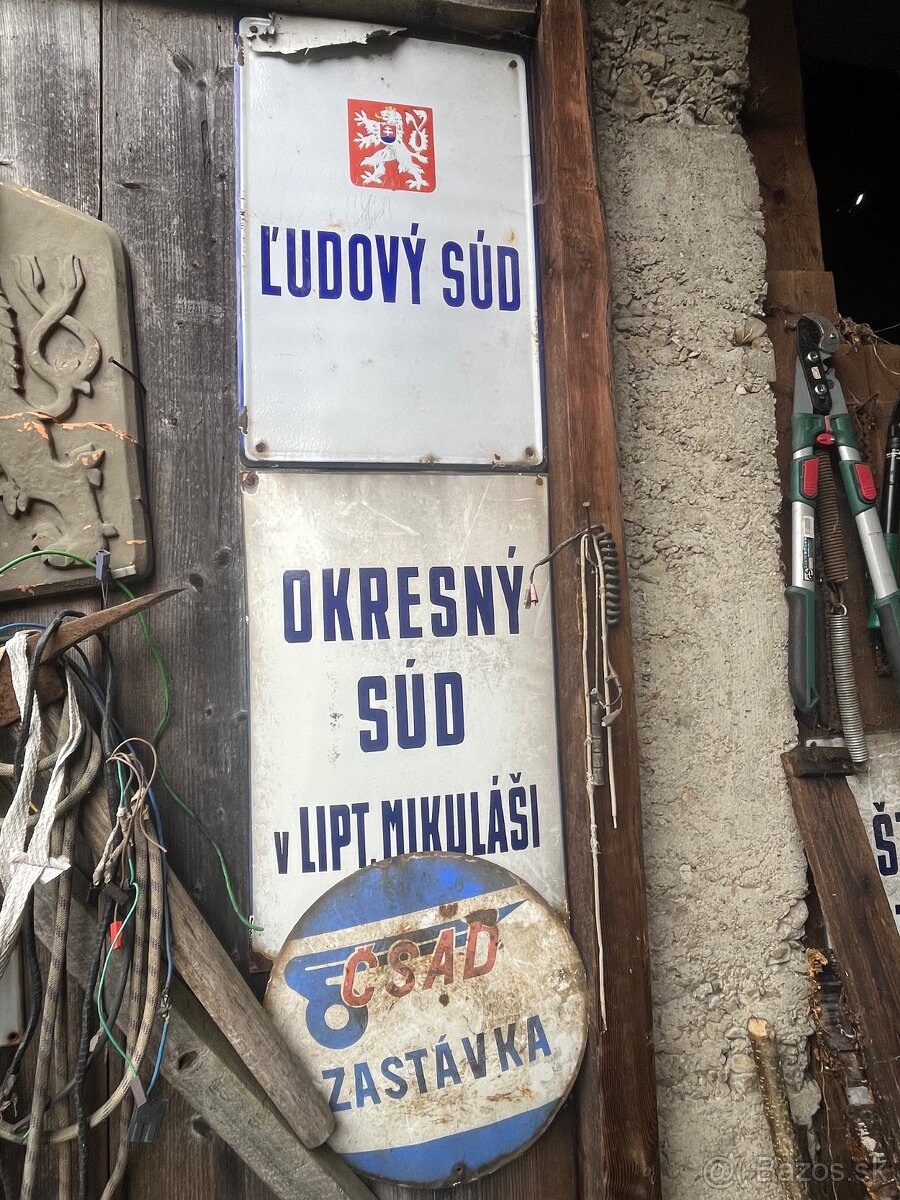 ĽUDOVÝ SÚD
OKRESNÝ
SÚD
v LIPT. MIKULÁŠI
ČSAD
ZASTÁVKA
Bazos.sk